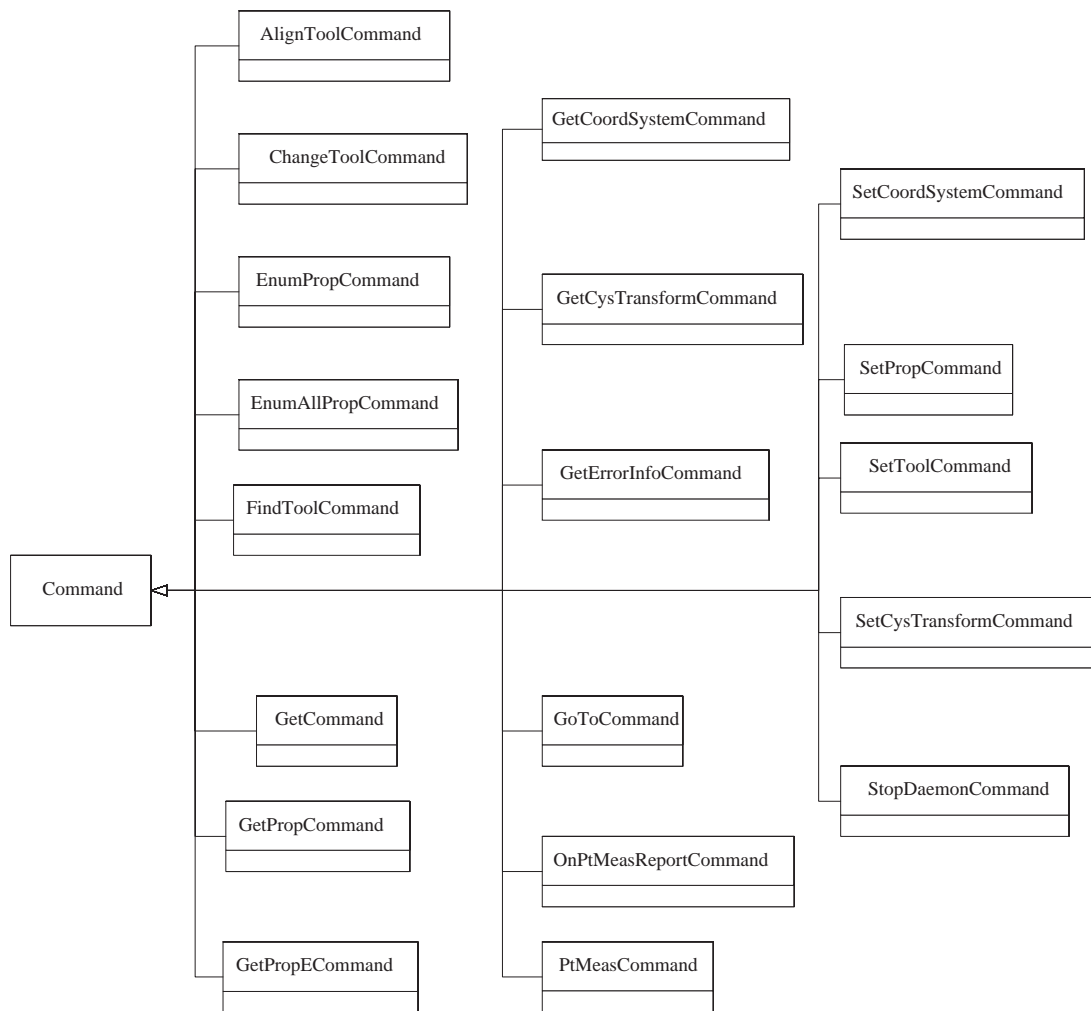 AlignToolCommand
ChangeToolCommand
EnumPropCommand
EnumAllPropCommand
FindToolCommand
Command
GetCommand
GetPropCommand
GetPropECommand
GetCoordSystemCommand
GetCysTransformCommand
GetErrorInfoCommand
GoToCommand
OnPtMeasReportCommand
PtMeasCommand
SetCoordSystemCommand
SetPropCommand
SetToolCommand
SetCysTransformCommand
StopDaemonCommand